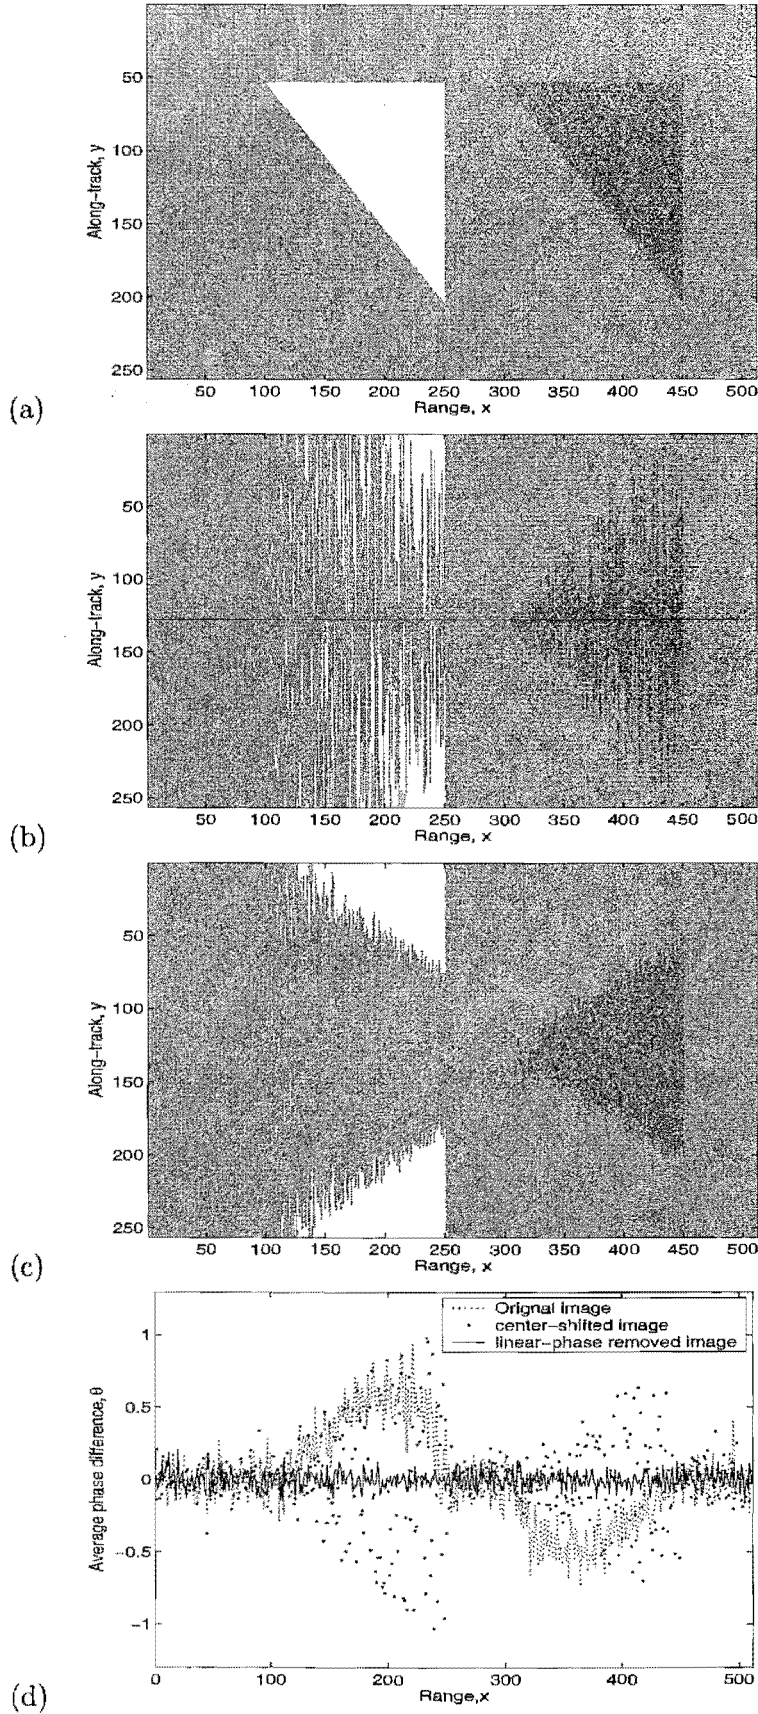 50
100
150
200
250
Along-track, y
50 100 150 200 250 300 350 400 450 500
Range, x
(a)
50
100
150
200
250
Along-track, y
50 100 150 200 250 300 350 400 450 500
Range, x
(b)
50
100
150
200
250
Along-track, y
50 100 150 200 250 300 350 400 450 500
Range, x
(c)
Orignal image
center-shifted image
linear-phase removed image
1
0.5
0
-0.5
-1
Average phase difference, θ
0 100 200 300 400 500
Range,x
(d)